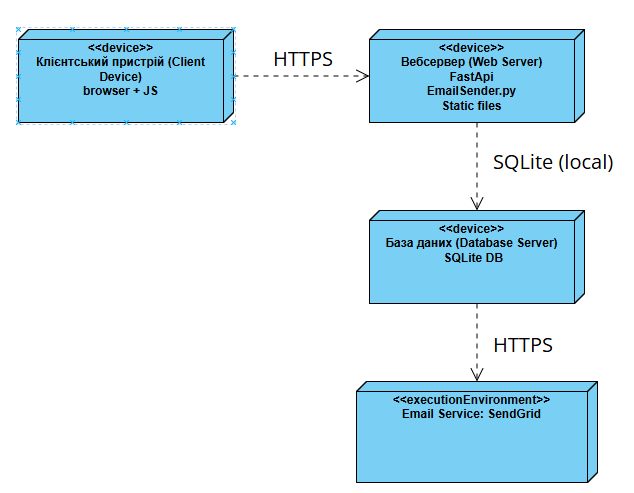 <<device>>
Клієнтський пристрій (Client
Device)
browser + JS
HTTPS
<<device>>
Вебсервер (Web Server)
FastApi
EmailSender.py
Static files
SQLite (local)
<<device>>
База даних (Database Server)
SQLite DB
HTTPS
<<executionEnvironment>>
Email Service: SendGrid